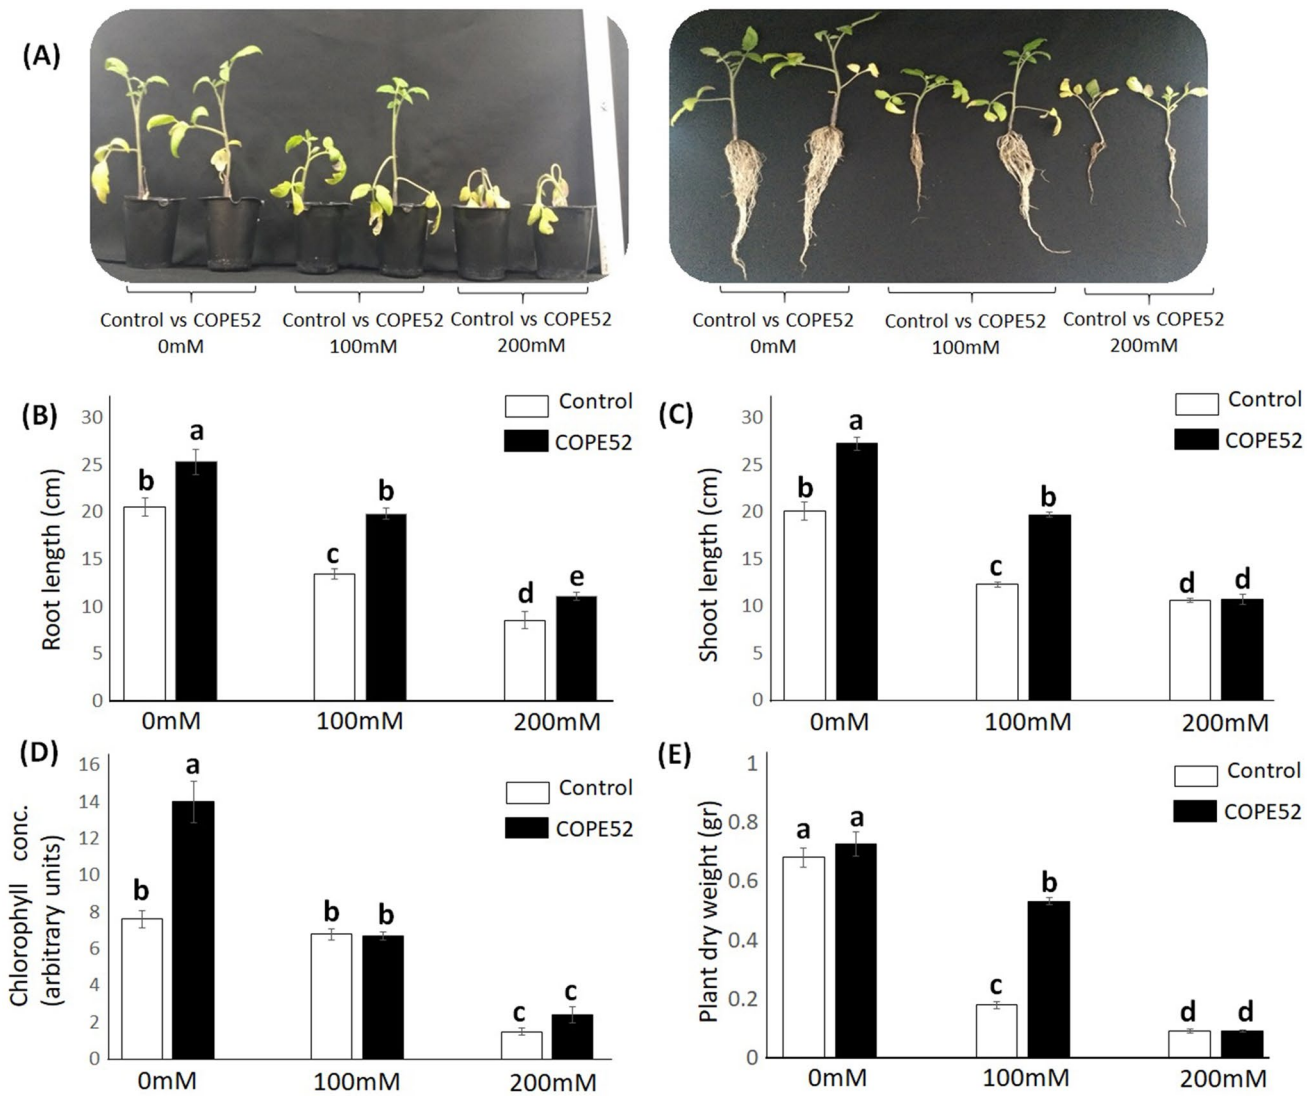 (A)
Control vs COPE52 Control vs COPE52 Control vs COPE52
0mM 100mM 200mM
Control vs COPE52 Control vs COPE52 Control vs COPE52
0mM 100mM 200mM
(B)
Control
COPE52
Root length (cm)
30
25
20
15
10
5
0
b a
c b
d e
0mM 100mM 200mM
(C)
Control
COPE52
Shoot length (cm)
30
25
20
15
10
5
0
b a
c b
d d
0mM 100mM 200mM
(D)
Control
COPE52
Chlorophyll conc.
(arbitrary units)
16
14
12
10
8
6
4
2
0
b a
b b
c c
0mM 100mM 200mM
(E)
Control
COPE52
Plant dry weight (gr)
1
0.8
0.6
0.4
0.2
0
a a
c b
d d
0mM 100mM 200mM